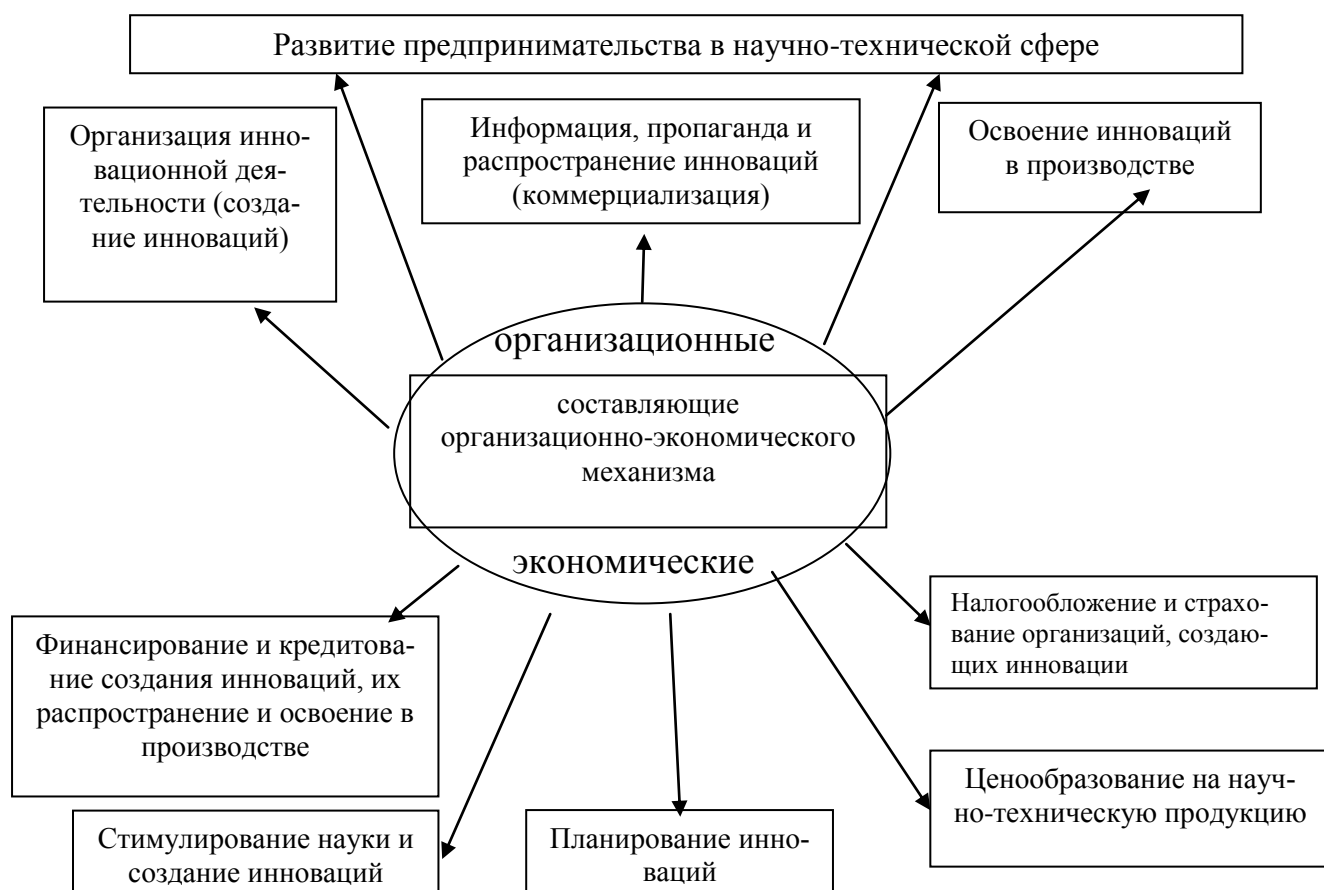 Развитие предпринимательства в научно-технической сфере
Организация инно-
вационной дея-
тельности (созда-
ние инноваций)
Информация, пропаганда и
распространение инноваций
(коммерциализация)
Освоение инноваций
в производстве
организационные
составляющие
организационно-экономического
механизма
экономические
Финансирование и кредитова-
ние создания инноваций, их
распространение и освоение в
производстве
Налогообложение и страхо-
вание организаций, создаю-
щих инновации
Стимулирование науки и
создание инноваций
Планирование инно-
ваций
Ценообразование на науч-
но-техническую продукцию